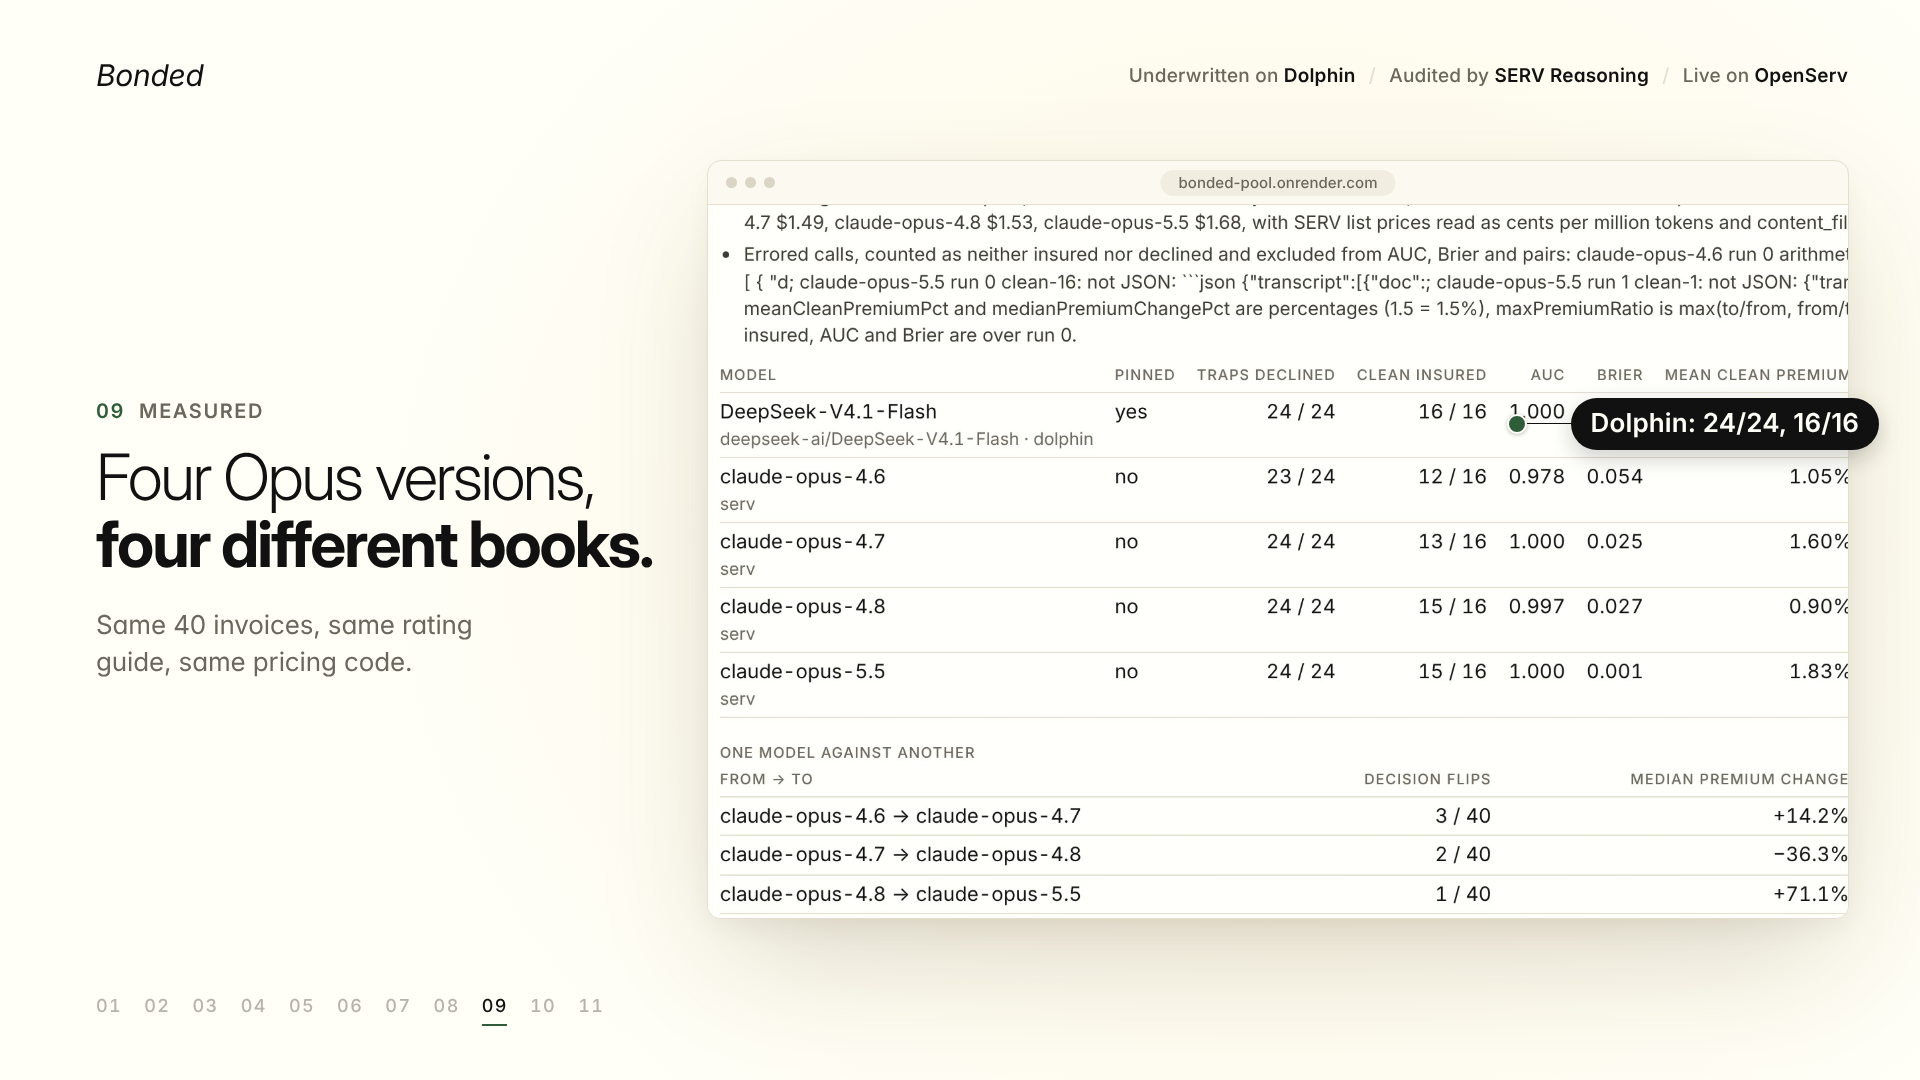 Bonded
Underwritten on Dolphin / Audited by SERV Reasoning / Live on OpenServ
bonded-pool.onrender.com
4.7 $1.49, claude-opus-4.8 $1.53, claude-opus-5.5 $1.68, with SERV list prices read as cents per million tokens and content_fil
• Errored calls, counted as neither insured nor declined and excluded from AUC, Brier and pairs: claude-opus-4.6 run 0 arithmet
[ { "d; claude-opus-5.5 run 0 clean-16: not JSON: ```json {"transcript":[{"doc":; claude-opus-5.5 run 1 clean-1: not JSON: {"tran
meanCleanPremiumPct and medianPremiumChangePct are percentages (1.5 = 1.5%), maxPremiumRatio is max(to/from, from/t
insured, AUC and Brier are over run 0.
MODEL PINNED TRAPS DECLINED CLEAN INSURED AUC BRIER MEAN CLEAN PREMIUM
DeepSeek-V4.1-Flash yes 24 / 24 16 / 16 1.000
deepseek-ai/DeepSeek-V4.1-Flash · dolphin
Dolphin: 24/24, 16/16
claude-opus-4.6 no 23 / 24 12 / 16 0.978 0.054 1.05%
serv
claude-opus-4.7 no 24 / 24 13 / 16 1.000 0.025 1.60%
serv
claude-opus-4.8 no 24 / 24 15 / 16 0.997 0.027 0.90%
serv
claude-opus-5.5 no 24 / 24 15 / 16 1.000 0.001 1.83%
serv
ONE MODEL AGAINST ANOTHER
FROM → TO DECISION FLIPS MEDIAN PREMIUM CHANGE
claude-opus-4.6 → claude-opus-4.7 3 / 40 +14.2%
claude-opus-4.7 → claude-opus-4.8 2 / 40 −36.3%
claude-opus-4.8 → claude-opus-5.5 1 / 40 +71.1%
09 MEASURED
Four Opus versions,
four different books.
Same 40 invoices, same rating
guide, same pricing code.
01 02 03 04 05 06 07 08 09 10 11